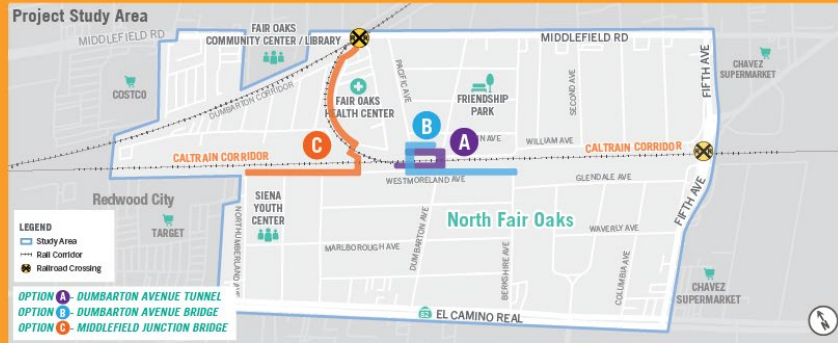 Project Study Area
MIDDLEFIELD RD
FAIR OAKS
COMMUNITY CENTER / LIBRARY
MIDDLEFIELD RD
COSTCO
DUMBARTON CORRIDOR
FAIR OAKS
HEALTH CENTER
PACIFIC AVE
FRIENDSHIP
PARK
SECOND AVE
FIFTH AVE
CHAVEZ
SUPERMARKET
B
A
C
WILLIAM AVE
CALTRAIN CORRIDOR
CALTRAIN CORRIDOR
WESTMORELAND AVE
GLENDALE AVE
Redwood City
TARGET
SIENA
YOUTH
CENTER
NORTHUMBERLAND AVE
MARLBOROUGH AVE
DUMBARTON AVE
North Fair Oaks
BERKSHIRE AVE
WAVERLY AVE
COLUMBIA AVE
FIFTH AVE
CHAVEZ
SUPERMARKET
82 EL CAMINO REAL
LEGEND
Study Area
Rail Corridor
Railroad Crossing
OPTION A - DUMBARTON AVENUE TUNNEL
OPTION B - DUMBARTON AVENUE BRIDGE
OPTION C - MIDDLEFIELD JUNCTION BRIDGE
N